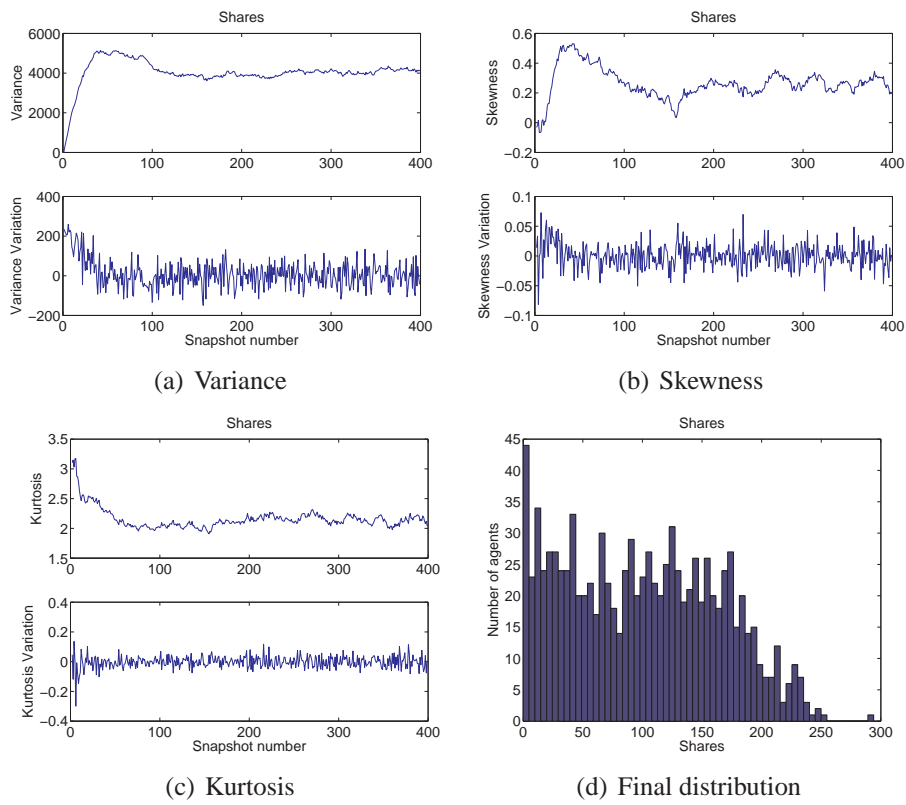 Shares
6000
4000
2000
0
Variance
0 100 200 300 400
400
200
0
−200
Variance Variation
0 100 200 300 400
Snapshot number
(a) Variance
Shares
0.6
0.4
0.2
0
−0.2
Skewness
0 100 200 300 400
0.1
0.05
0
−0.05
−0.1
Skewness Variation
0 100 200 300 400
Snapshot number
(b) Skewness
Shares
3.5
3
2.5
2
1.5
Kurtosis
0 100 200 300 400
0.4
0.2
0
−0.2
−0.4
Kurtosis Variation
0 100 200 300 400
Snapshot number
(c) Kurtosis
Shares
45
40
35
30
25
20
15
10
5
0
Number of agents
0 50 100 150 200 250 300
Shares
(d) Final distribution